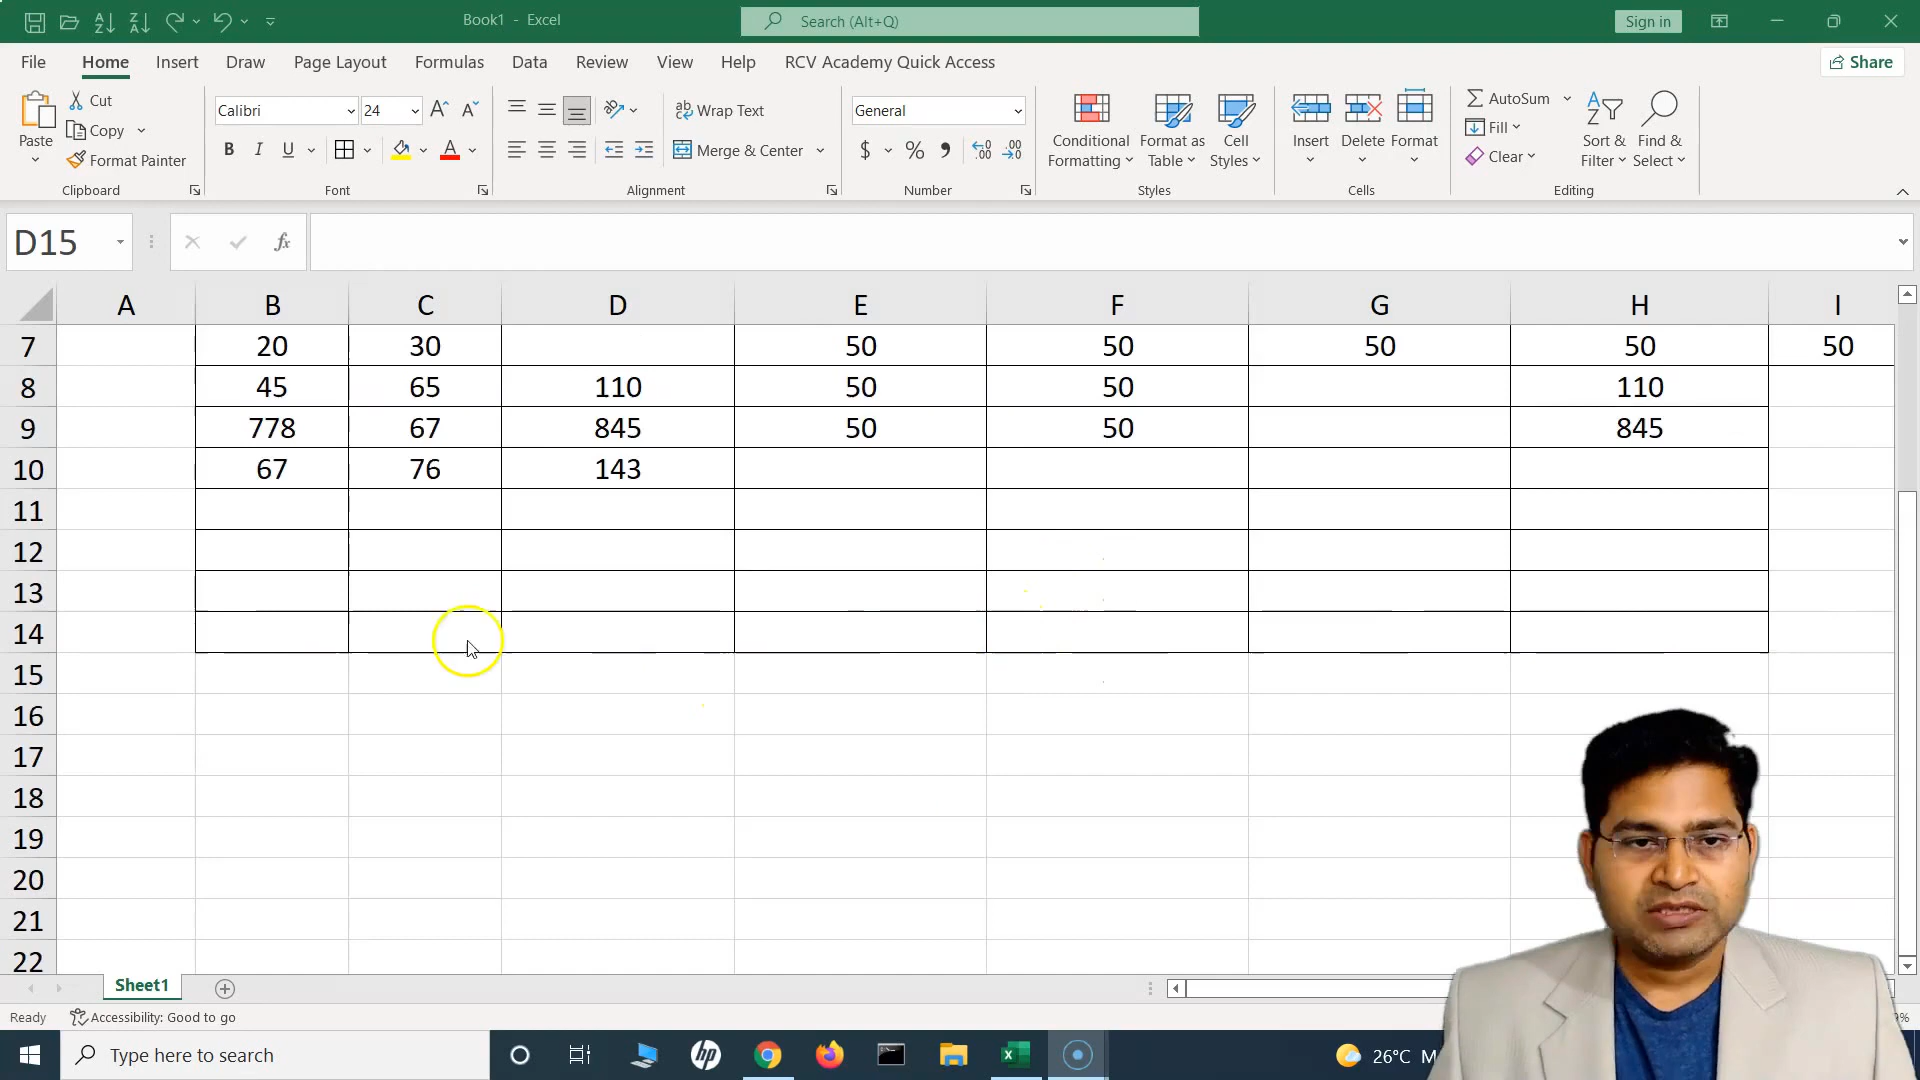 Book1 - Excel
Search (Alt+Q)
Sign in
File Home Insert Draw Page Layout Formulas Data Review View Help RCV Academy Quick Access Share
Paste Cut Copy Format Painter Clipboard
Calibri 24 B I U A Font
Wrap Text Merge & Center Alignment
General $ % Number
Conditional Formatting Format as Table Cell Styles Styles
Insert Delete Format Cells
AutoSum Fill Clear Sort & Filter Find & Select Editing
D15 fx
A B C D E F G H I
7 20 30 50 50 50 50 50
8 45 65 110 50 50 110
9 778 67 845 50 50 845
10 67 76 143
11
12
13
14
15
16
17
18
19
20
21
22
Sheet1
Ready Accessibility: Good to go
Type here to search hp 26°C